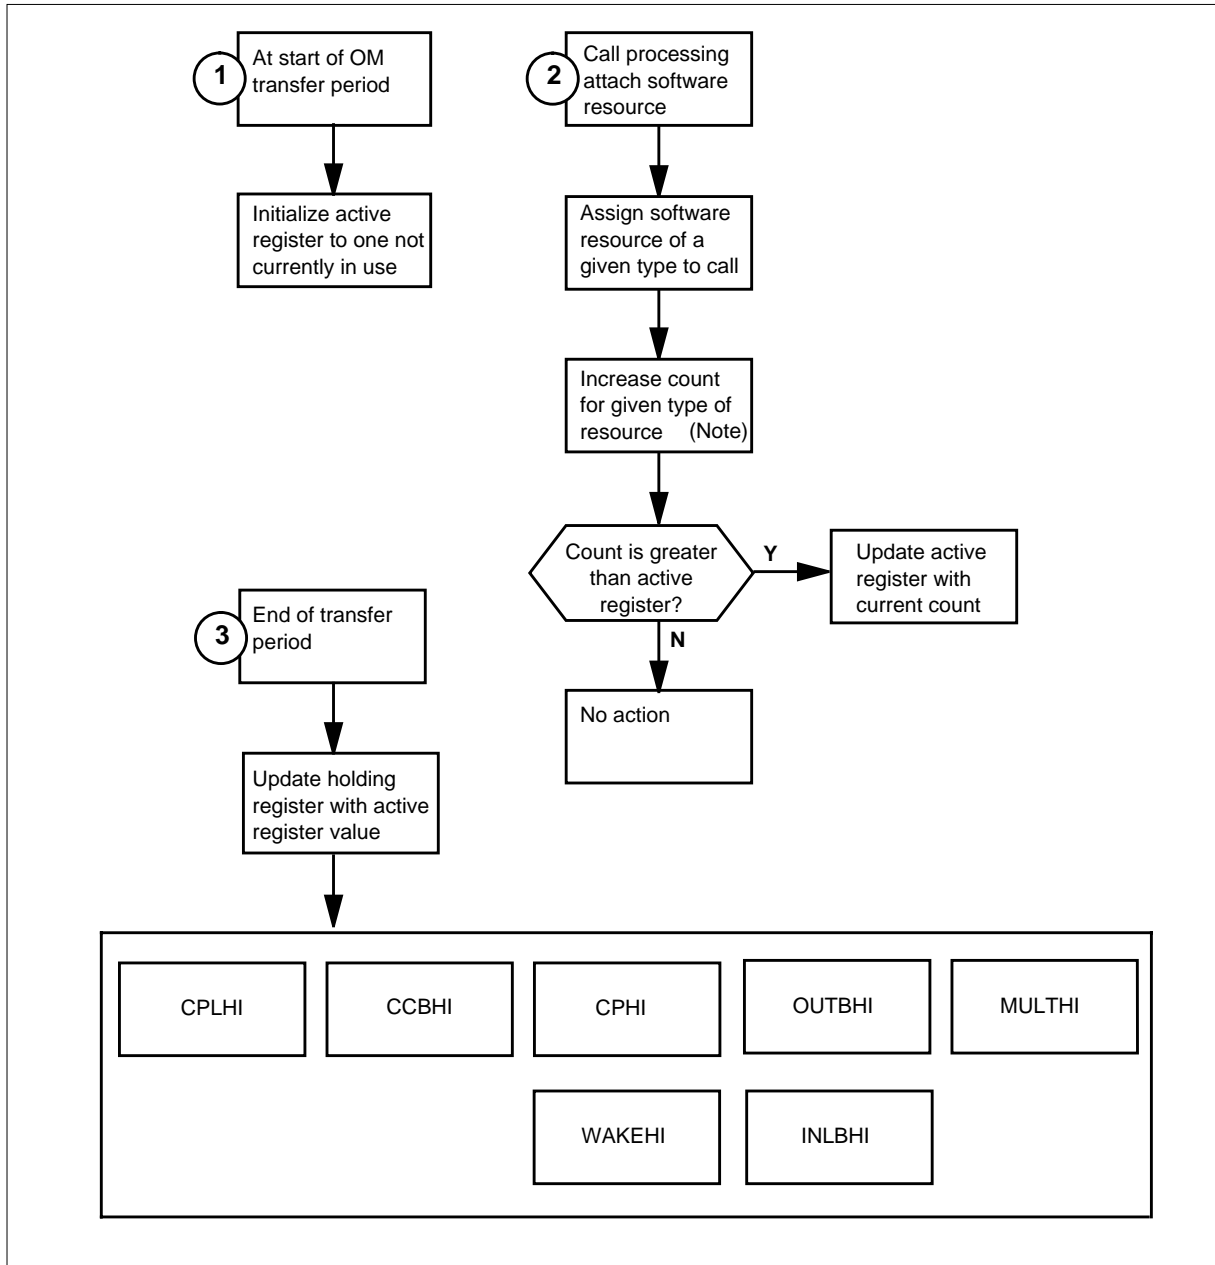 1
At start of OM
transfer period
Initialize active
register to one not
currently in use
2
Call processing
attach software
resource
Assign software
resource of a
given type to call
Increase count
for given type of
resource (Note)
Count is greater
than active
register?
Y
Update active
register with
current count
N
No action
3
End of transfer
period
Update holding
register with active
register value
CPLHI
CCBHI
CPHI
OUTBHI
MULTHI
WAKEHI
INLBHI